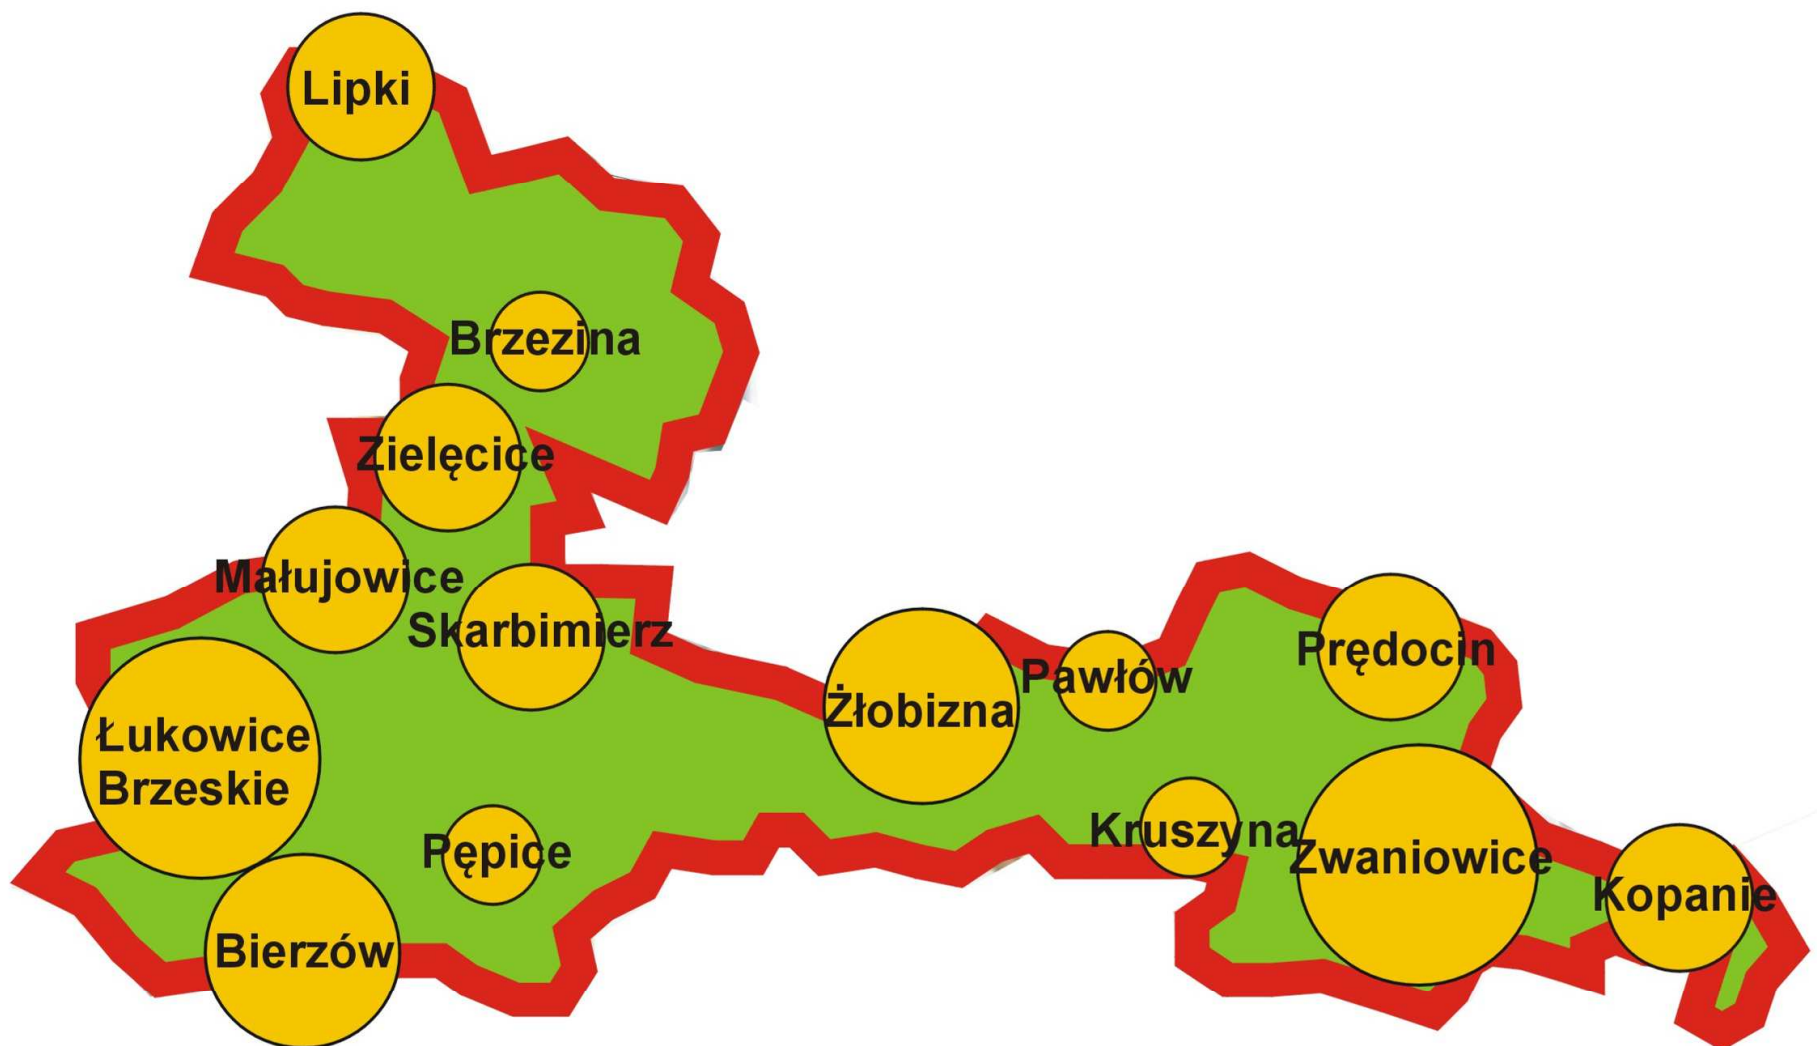 Lipki
Brzezina
Zielęcice
Małujowice
Skarbimierz
Łukowice
Brzeskie
Pępice
Bierzów
Żłobizna
Pawłów
Prędocin
Kruszyna
Zwaniowice
Kopanie